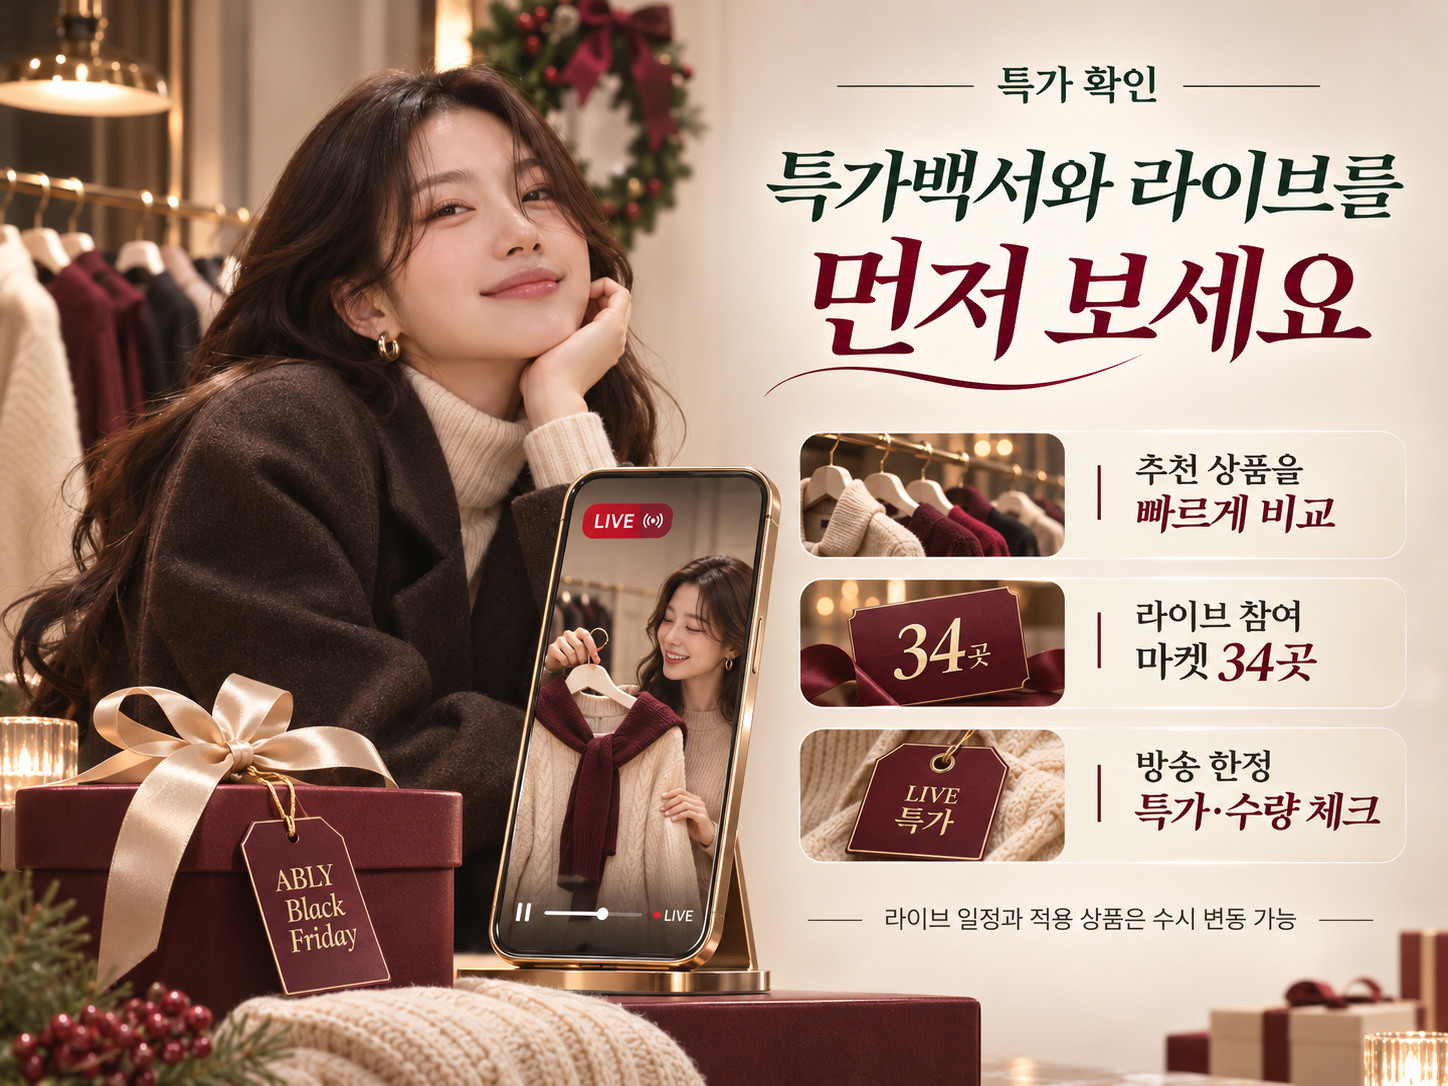 특가 확인
특가백서와 라이브를
먼저 보세요
추천 상품을
빠르게 비교
34곳
라이브 참여
마켓 34곳
LIVE
특가
방송 한정
특가·수량 체크
라이브 일정과 적용 상품은 수시 변동 가능
LIVE
LIVE
ABLY
Black
Friday